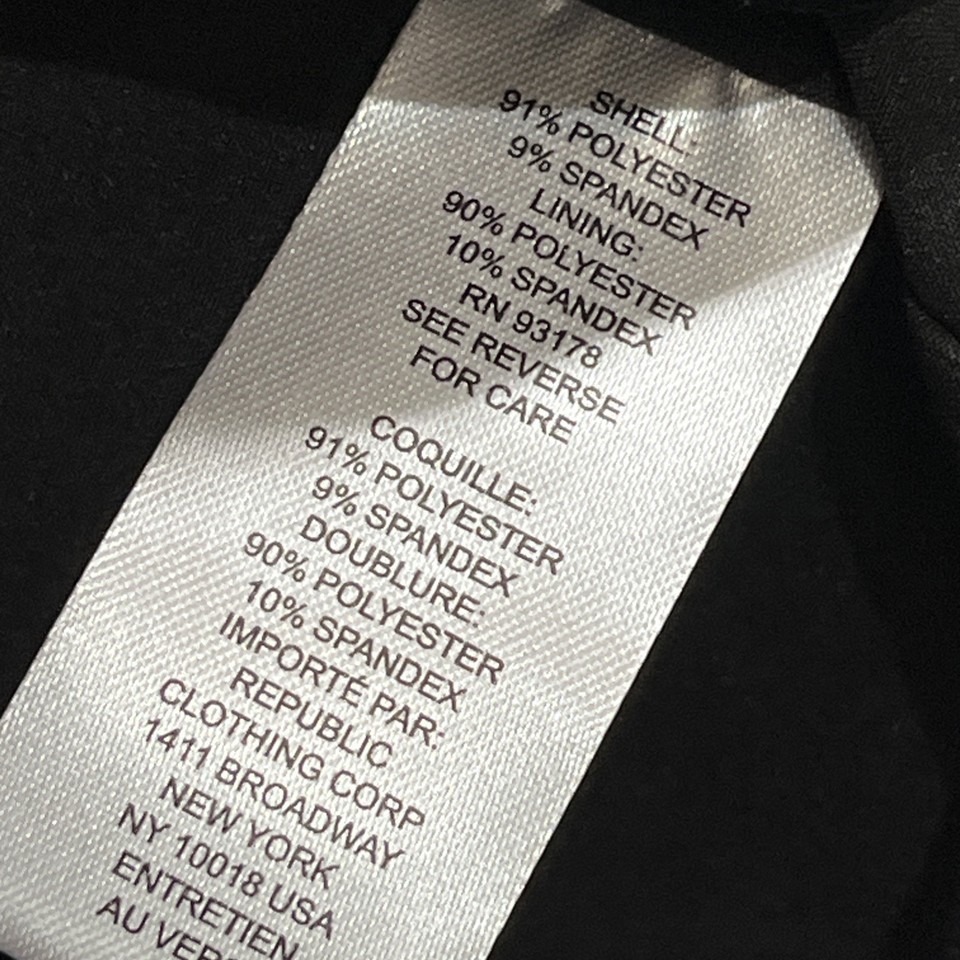 SHELL:
91% POLYESTER
9% SPANDEX
LINING:
90% POLYESTER
10% SPANDEX
RN 93178
SEE REVERSE
FOR CARE
COQUILLE:
91% POLYESTER
9% SPANDEX
DOUBLURE:
90% POLYESTER
10% SPANDEX
IMPORTÉ PAR:
REPUBLIC
CLOTHING CORP
1411 BROADWAY
NEW YORK
NY 10018 USA
ENTRETIEN
AU